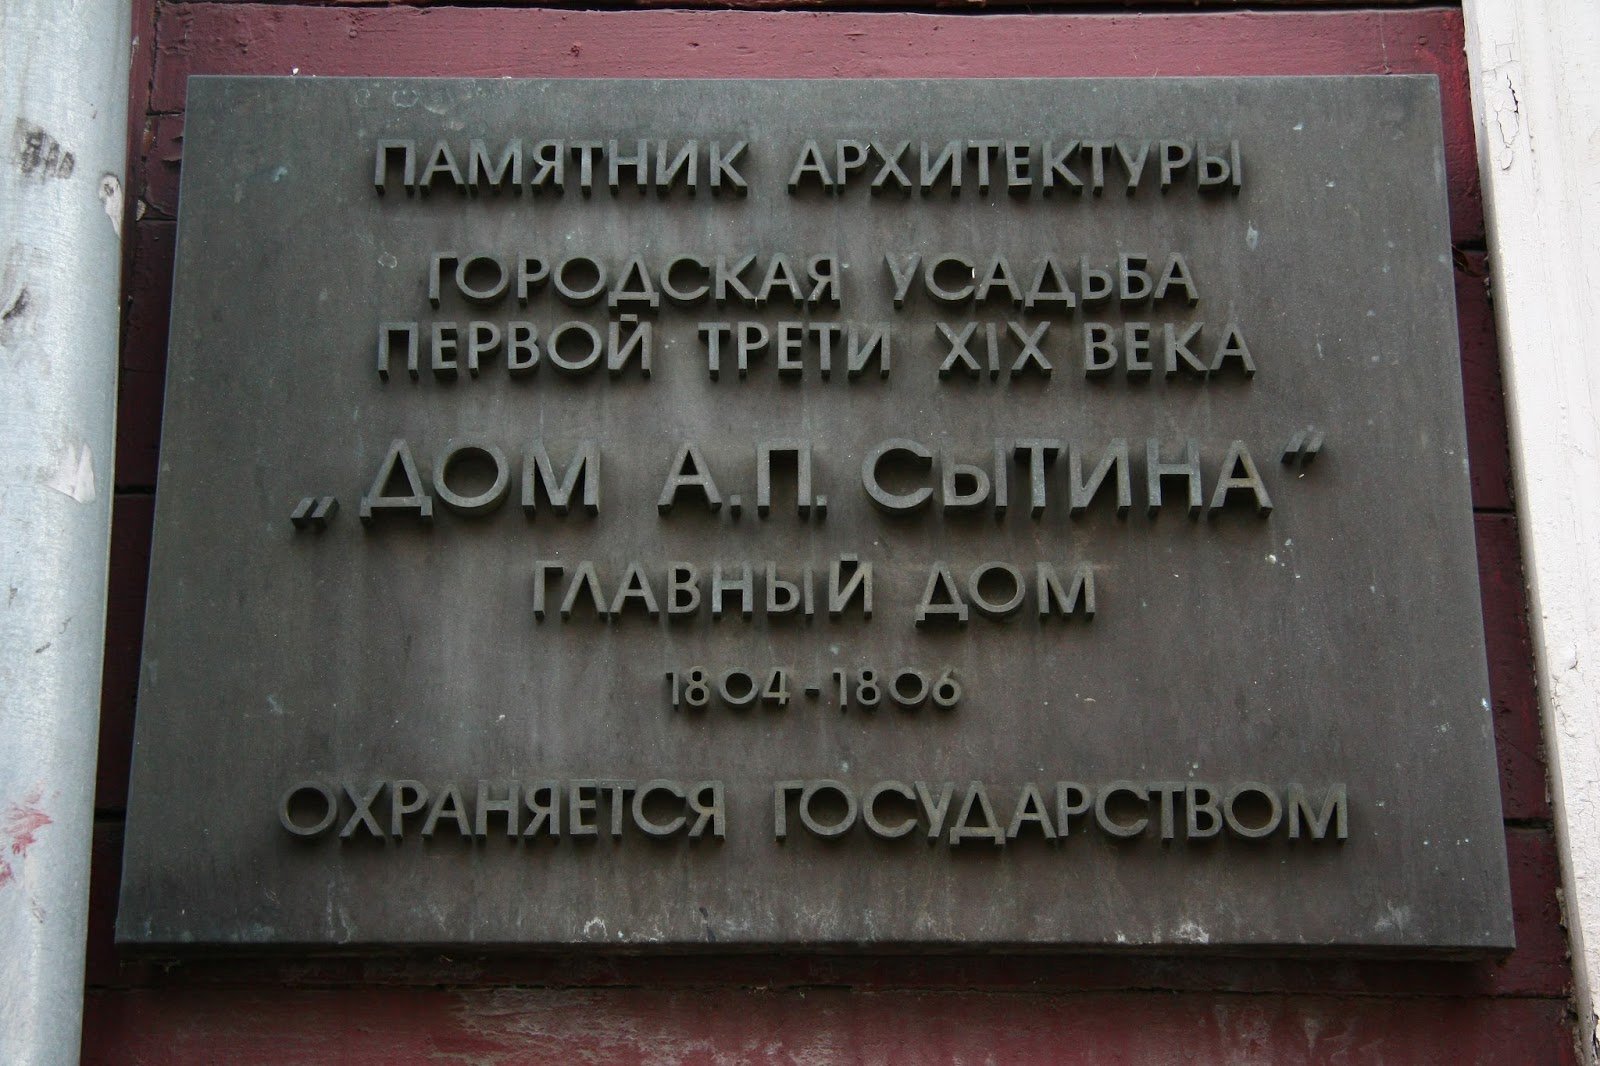 ПАМЯТНИК АРХИТЕКТУРЫ
ГОРОДСКАЯ УСАДЬБА
ПЕРВОЙ ТРЕТИ XIX ВЕКА
„ДОМ А.П. СЫТИНА“
ГЛАВНЫЙ ДОМ
1804-1806
ОХРАНЯЕТСЯ ГОСУДАРСТВОМ